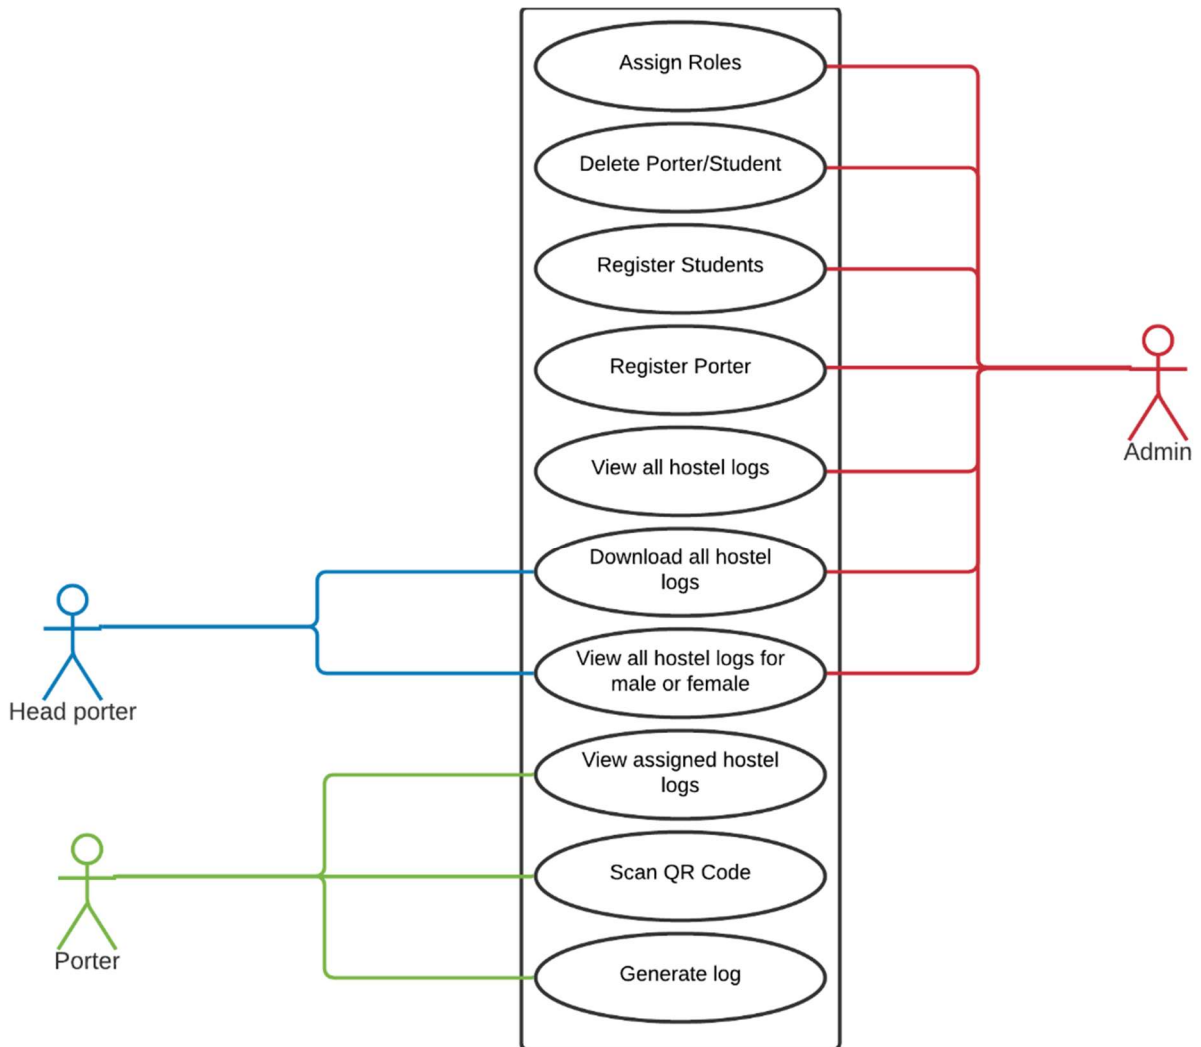 Assign Roles
Delete Porter/Student
Register Students
Register Porter
Admin
View all hostel logs
Download all hostel
logs
View all hostel logs for
male or female
Head porter
View assigned hostel
logs
Scan QR Code
Porter
Generate log